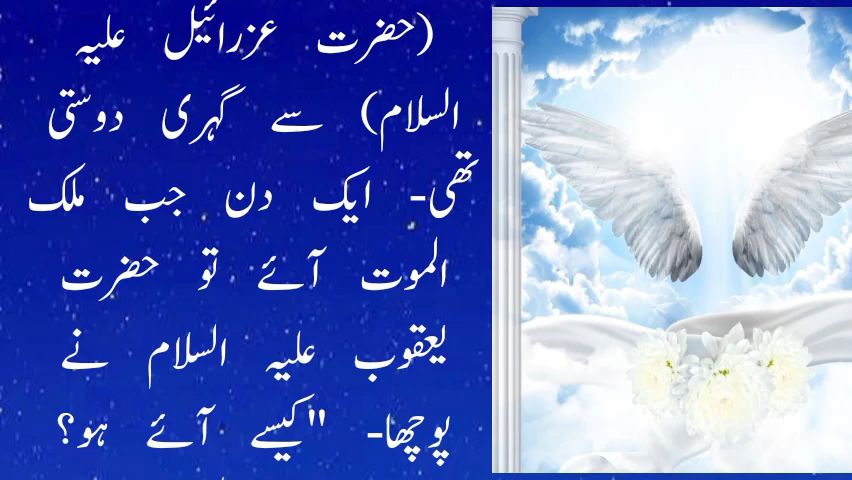 (حضرت عزرائیل علیہ
السلام) سے گہری دوستی
تھی- ایک دن جب ملک
الموت آئے تو حضرت
یعقوب علیہ السلام نے
پوچھا- "کیسے آئے ہو؟